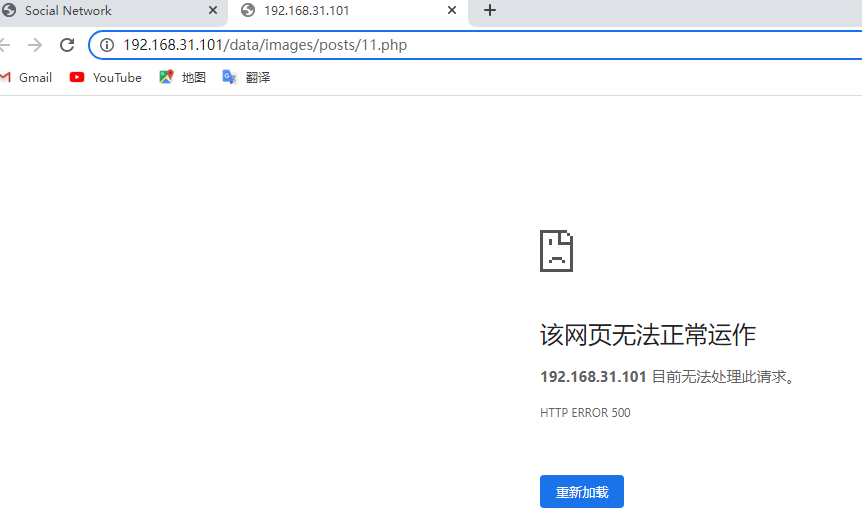 Social Network
192.168.31.101
192.168.31.101/data/images/posts/11.php
Gmail YouTube 地图 翻译
该网页无法正常运作
192.168.31.101 目前无法处理此请求。
HTTP ERROR 500
重新加载